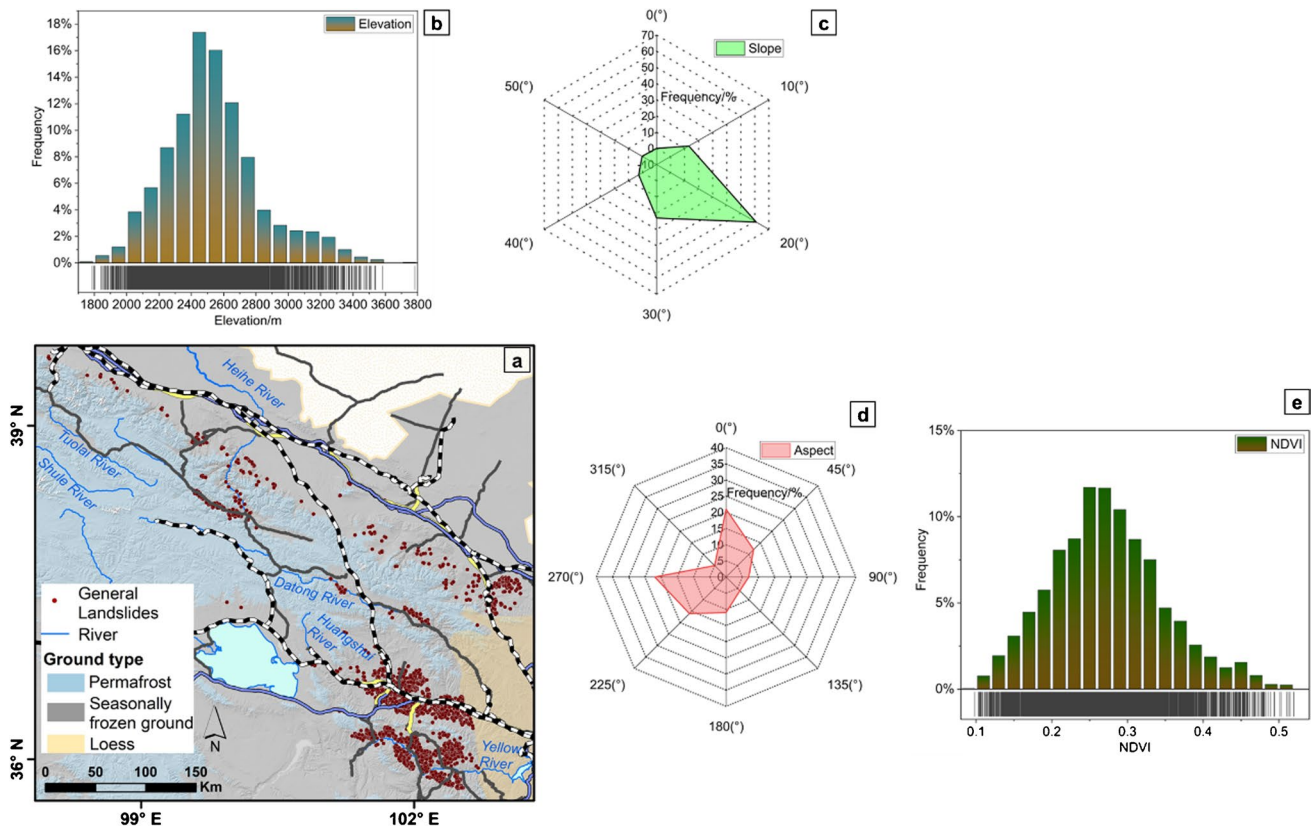 b
Elevation
18%
16%
14%
12%
10%
8%
6%
4%
2%
0%
Frequency
1800 2000 2200 2400 2600 2800 3000 3200 3400 3600 3800
Elevation/m
c
Slope
0(°)
10(°)
20(°)
30(°)
40(°)
50(°)
70
60
50
40
30
20
10
0
-10
Frequency/%
a
39° N
36° N
99° E
102° E
Heihe River
Tuolai River
Shule River
Datong River
Huangshui
River
Yellow
River
General
Landslides
River
Ground type
Permafrost
Seasonally
frozen ground
Loess
N
0 50 100 150
Km
d
Aspect
0(°)
45(°)
90(°)
135(°)
180(°)
225(°)
270(°)
315(°)
40
35
30
25
20
15
10
5
0
Frequency/%
e
NDVI
15%
10%
5%
0%
Frequency
0.1 0.2 0.3 0.4 0.5
NDVI